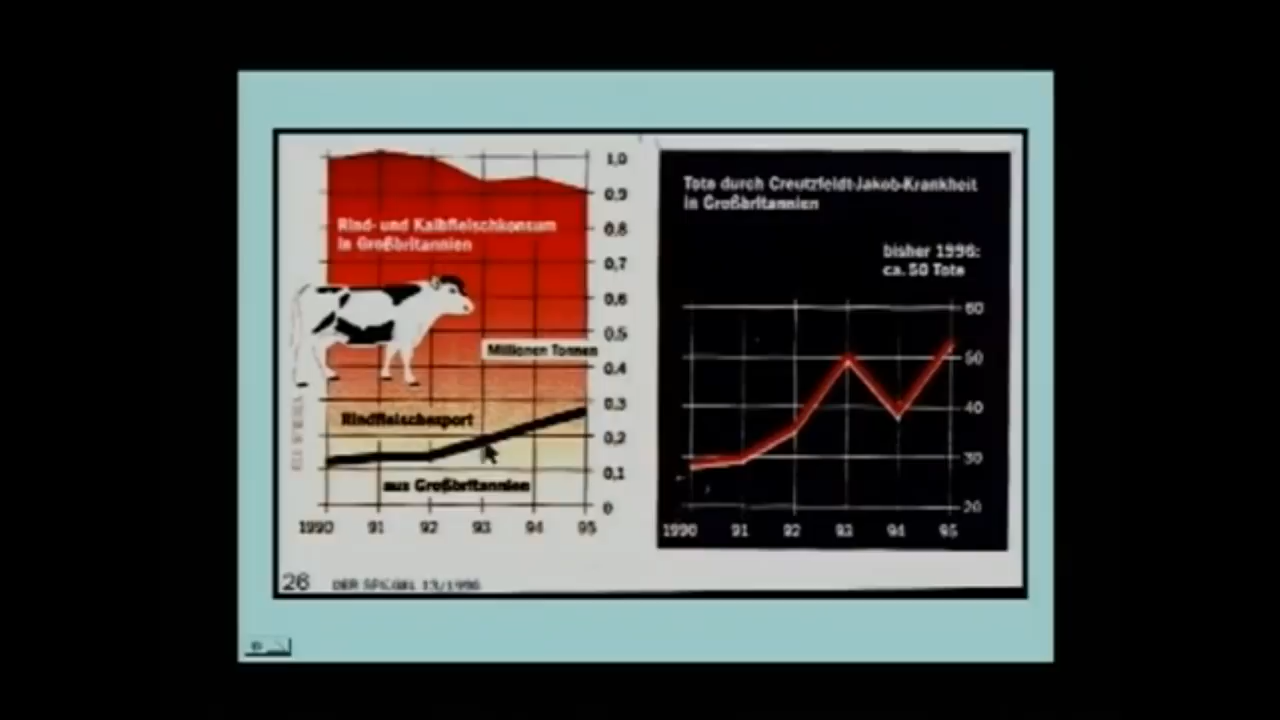 1,0
0,9
0,8
0,7
0,6
0,5
0,4
0,3
0,2
0,1
0
Rind- und Kalbfleischkonsum
in Großbritannien
Millionen Tonnen
Rindfleischexport
aus Großbritannien
1990 91 92 93 94 95
26 DER SPIEGEL 13/1996
Tote durch Creutzfeldt-Jakob-Krankheit
in Großbritannien
bisher 1996:
ca. 50 Tote
60
50
40
30
20
1990 91 92 93 94 95